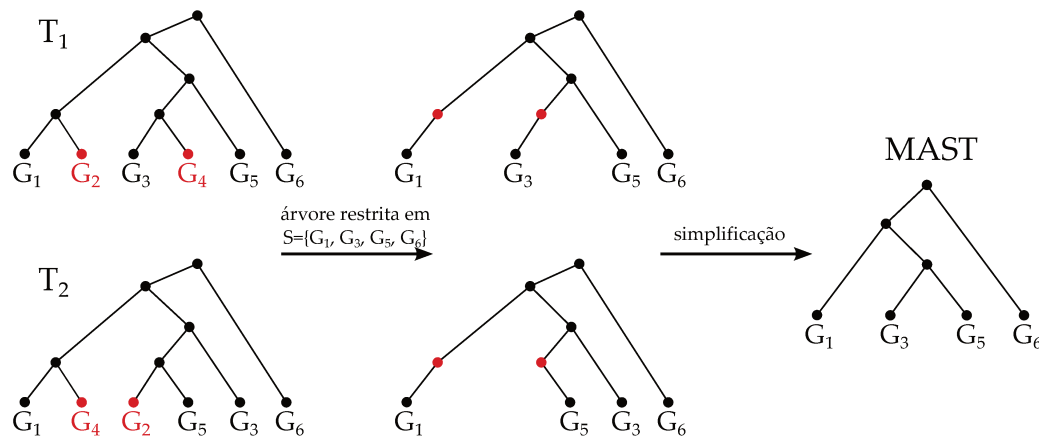 T1
G1 G2 G3 G4 G5 G6
G1 G3 G5 G6
árvore restrita em
S={G1, G3, G5, G6}
simplificação
MAST
G1 G3 G5 G6
T2
G1 G4 G2 G5 G3 G6
G1 G5 G3 G6